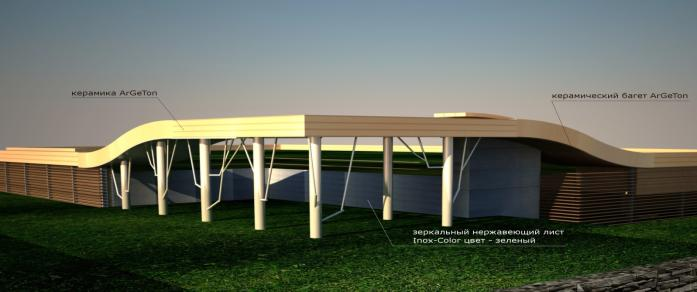 керамика ArGeTon
керамический багет ArGeTon
зеркальный нержавеющий лист
Inox-Color цвет - зеленый